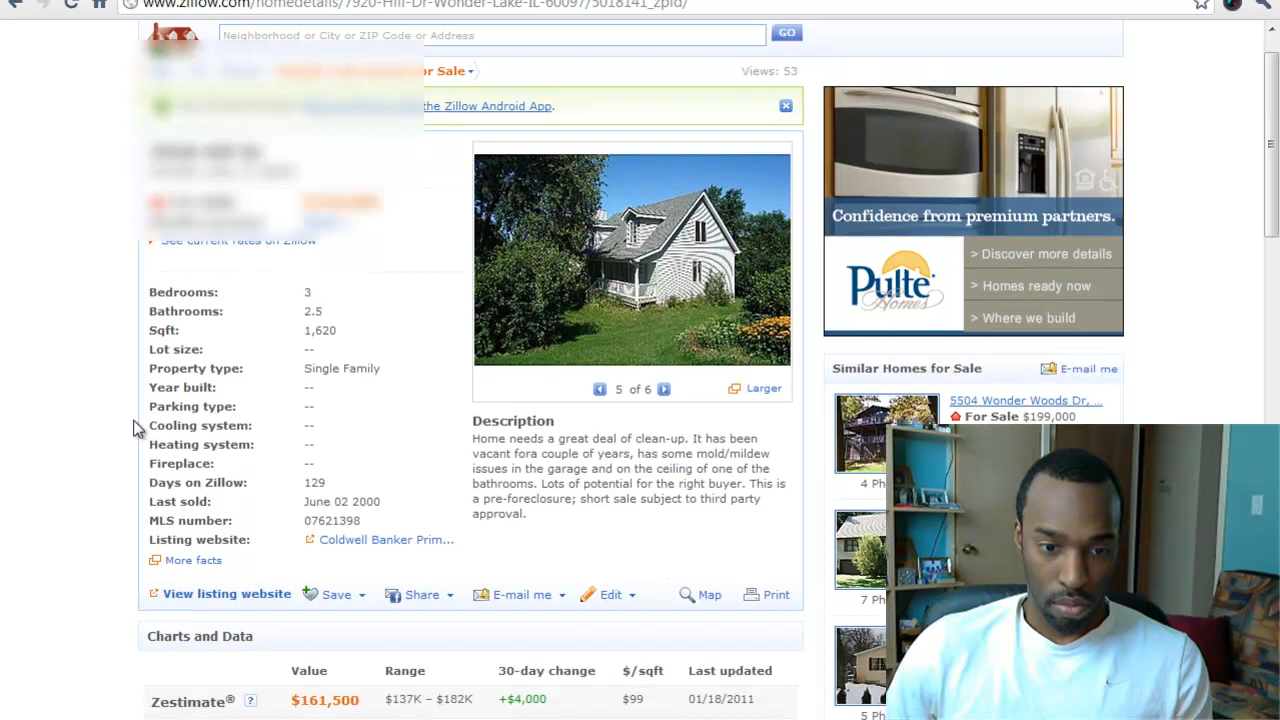 www.zillow.com/homedetails/7920-Hill-Dr-Wonder-Lake-IL-60097/5018141_zpid/
Neighborhood or City or ZIP Code or Address
GO
or Sale
Views: 53
the Zillow Android App.
See current rates on Zillow
Bedrooms: 3
Bathrooms: 2.5
Sqft: 1,620
Lot size: --
Property type: Single Family
Year built: --
Parking type: --
Cooling system: --
Heating system: --
Fireplace: --
Days on Zillow: 129
Last sold: June 02 2000
MLS number: 07621398
Listing website: Coldwell Banker Prim...
More facts
5 of 6
Larger
Description
Home needs a great deal of clean-up. It has been
vacant fora couple of years, has some mold/mildew
issues in the garage and on the ceiling of one of the
bathrooms. Lots of potential for the right buyer. This is
a pre-foreclosure; short sale subject to third party
approval.
View listing website
Save
Share
E-mail me
Edit
Map
Print
Charts and Data
Value Range 30-day change $/sqft Last updated
Zestimate® ? $161,500 $137K – $182K +$4,000 $99 01/18/2011
Confidence from premium partners.
Pulte
Homes
> Discover more details
> Homes ready now
> Where we build
Similar Homes for Sale
E-mail me
5504 Wonder Woods Dr, ...
For Sale $199,000
4 Ph
7 Ph
5 Ph